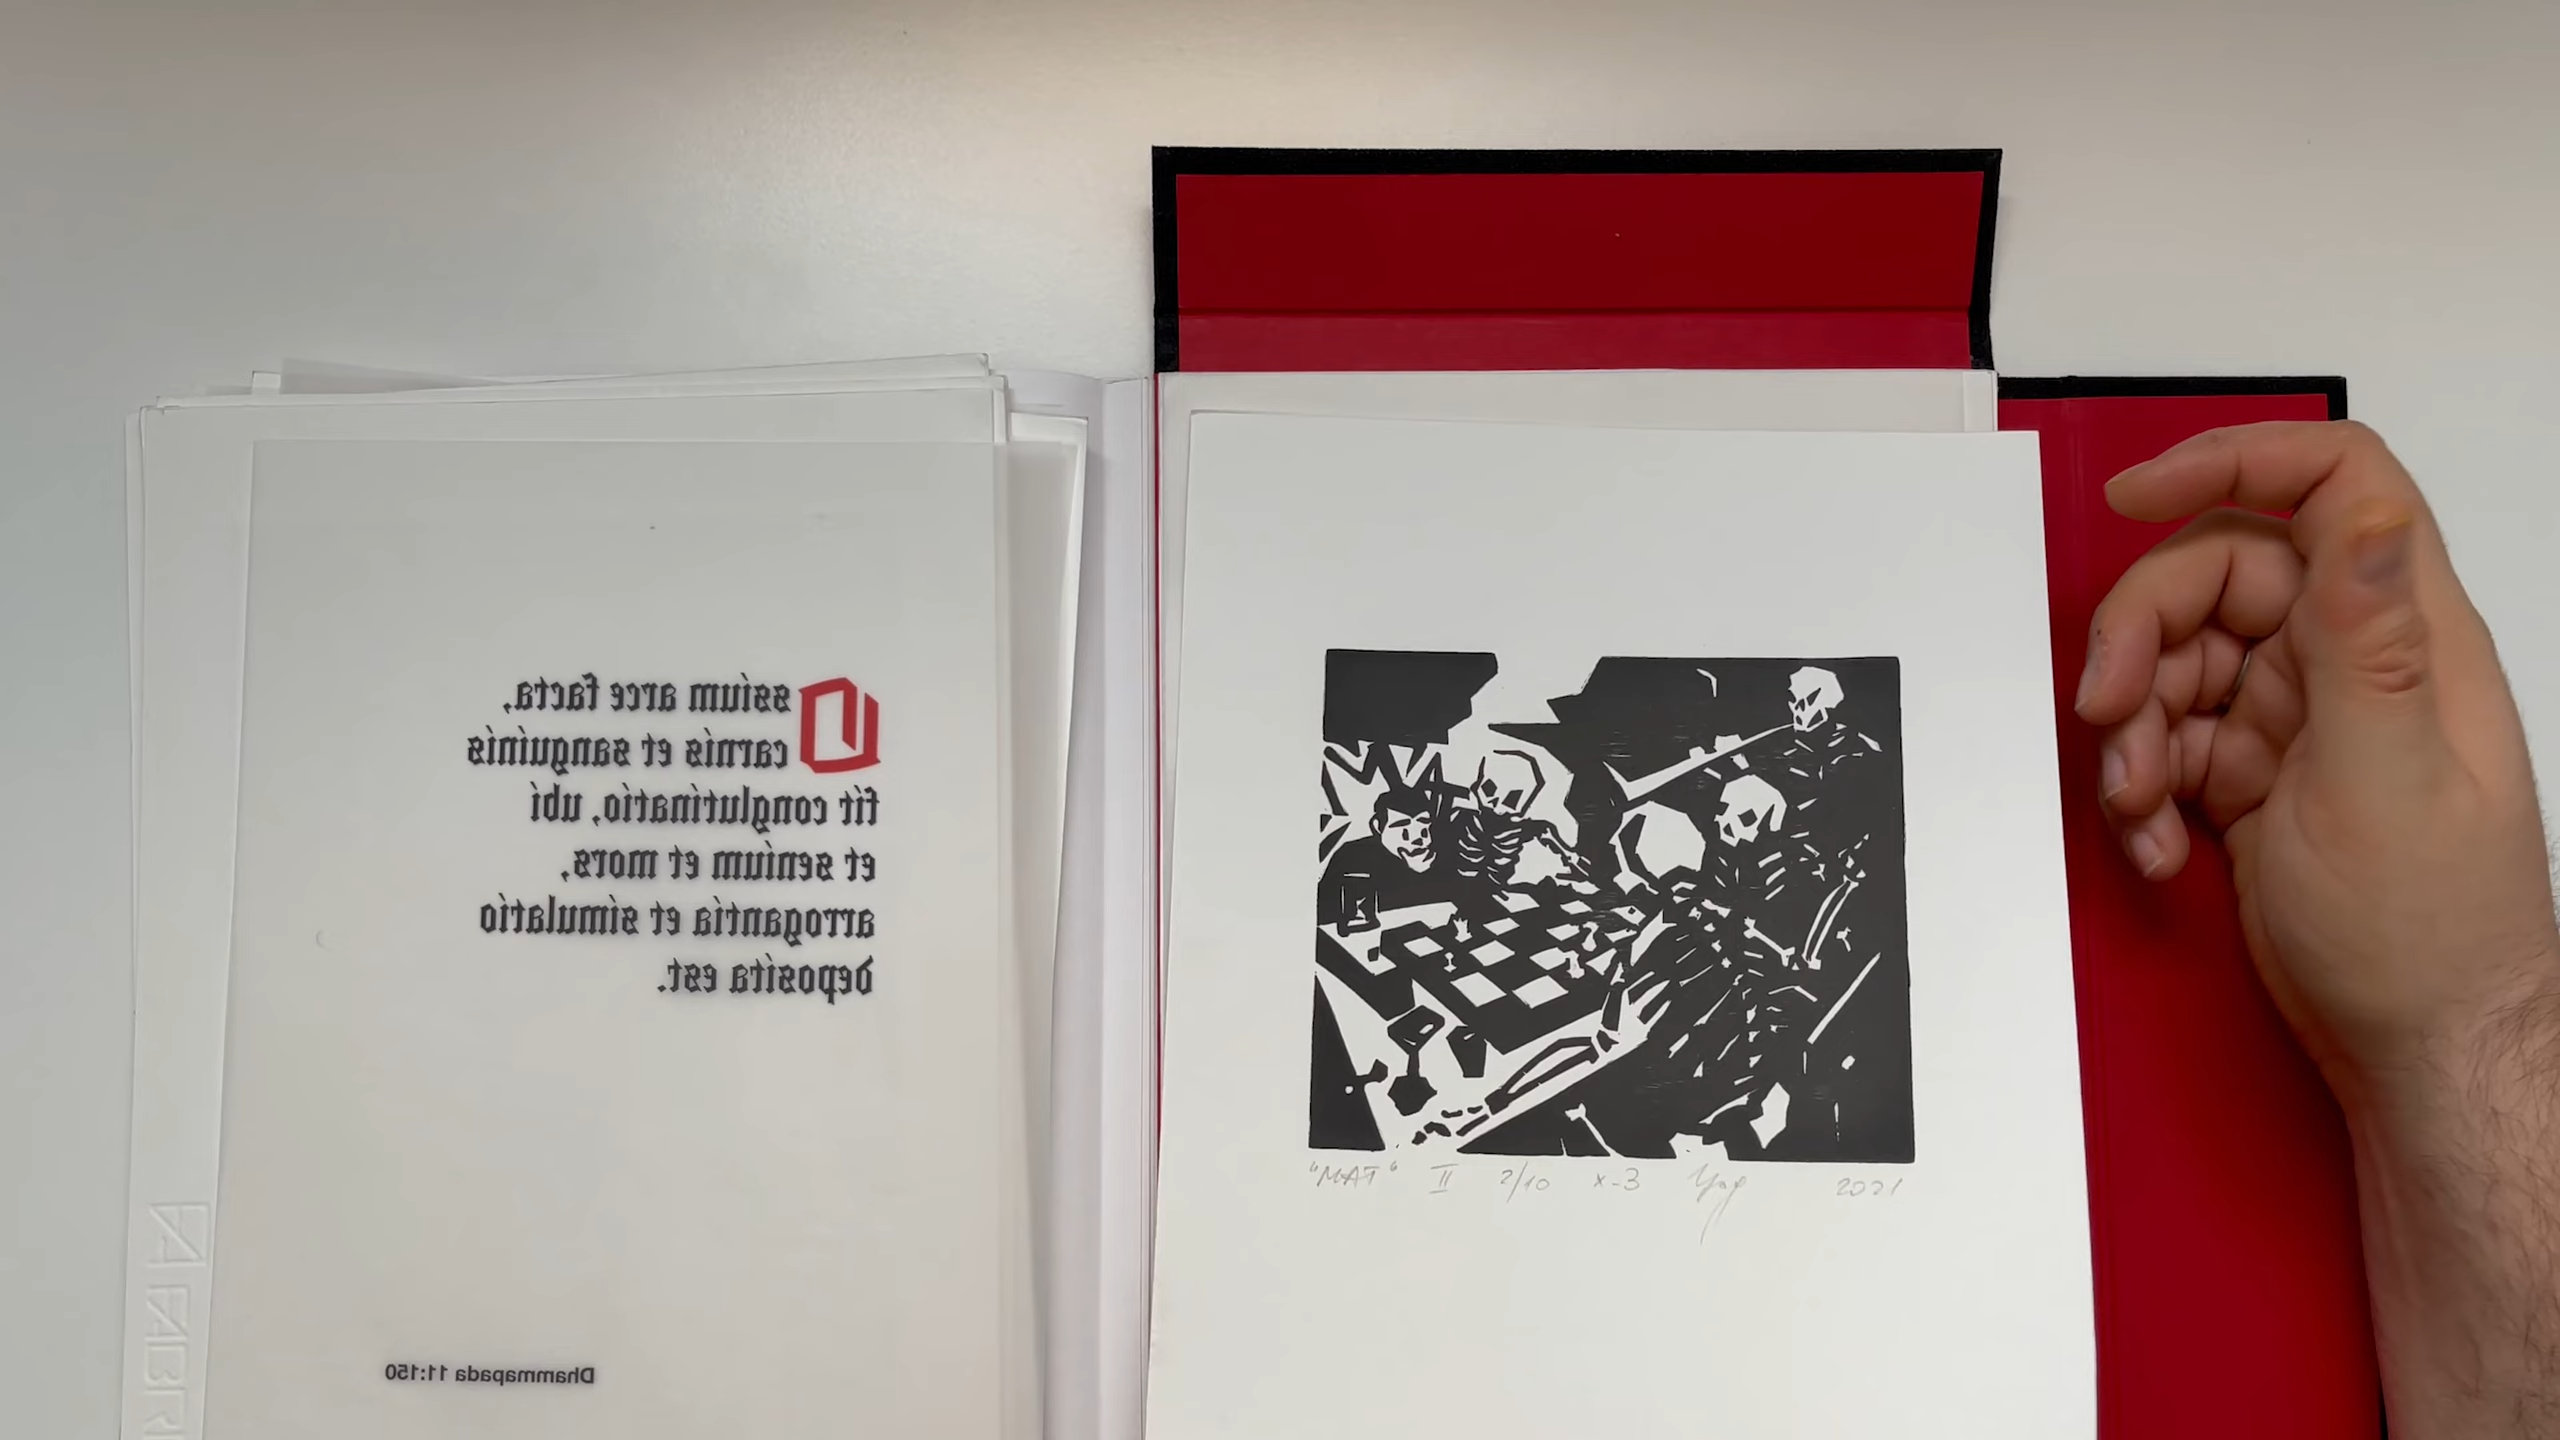 Ossium arce facta,
carnis et sanguinis
fit conglutinatio, ubi
et senium et mors,
arrogantia et simulatio
deposita est.
Dhammapada 11:150
"MAT" II 2/10 x-3 2021